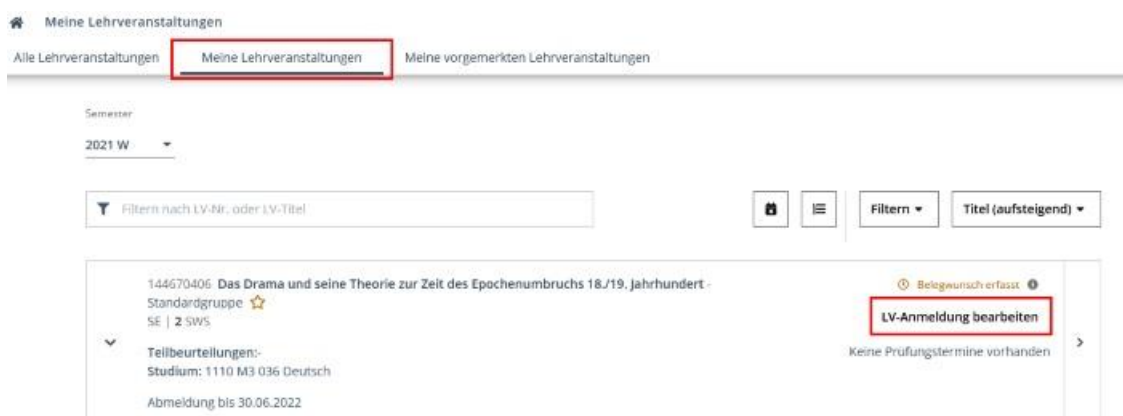 Meine Lehrveranstaltungen
Alle Lehrveranstaltungen Meine Lehrveranstaltungen Meine vorgemerkten Lehrveranstaltungen
Semester
2021 W
Filtern nach LV-Nr. oder LV-Titel Filtern Titel (aufsteigend)
144670406 Das Drama und seine Theorie zur Zeit des Epochenumbruchs 18./19. Jahrhundert - Belegwunsch erfasst
Standardgruppe
LV-Anmeldung bearbeiten
SE | 2 SWS
Keine Prüfungstermine vorhanden
Teilbeurteilungen:-
Studium: 1110 M3 036 Deutsch
Abmeldung bis 30.06.2022